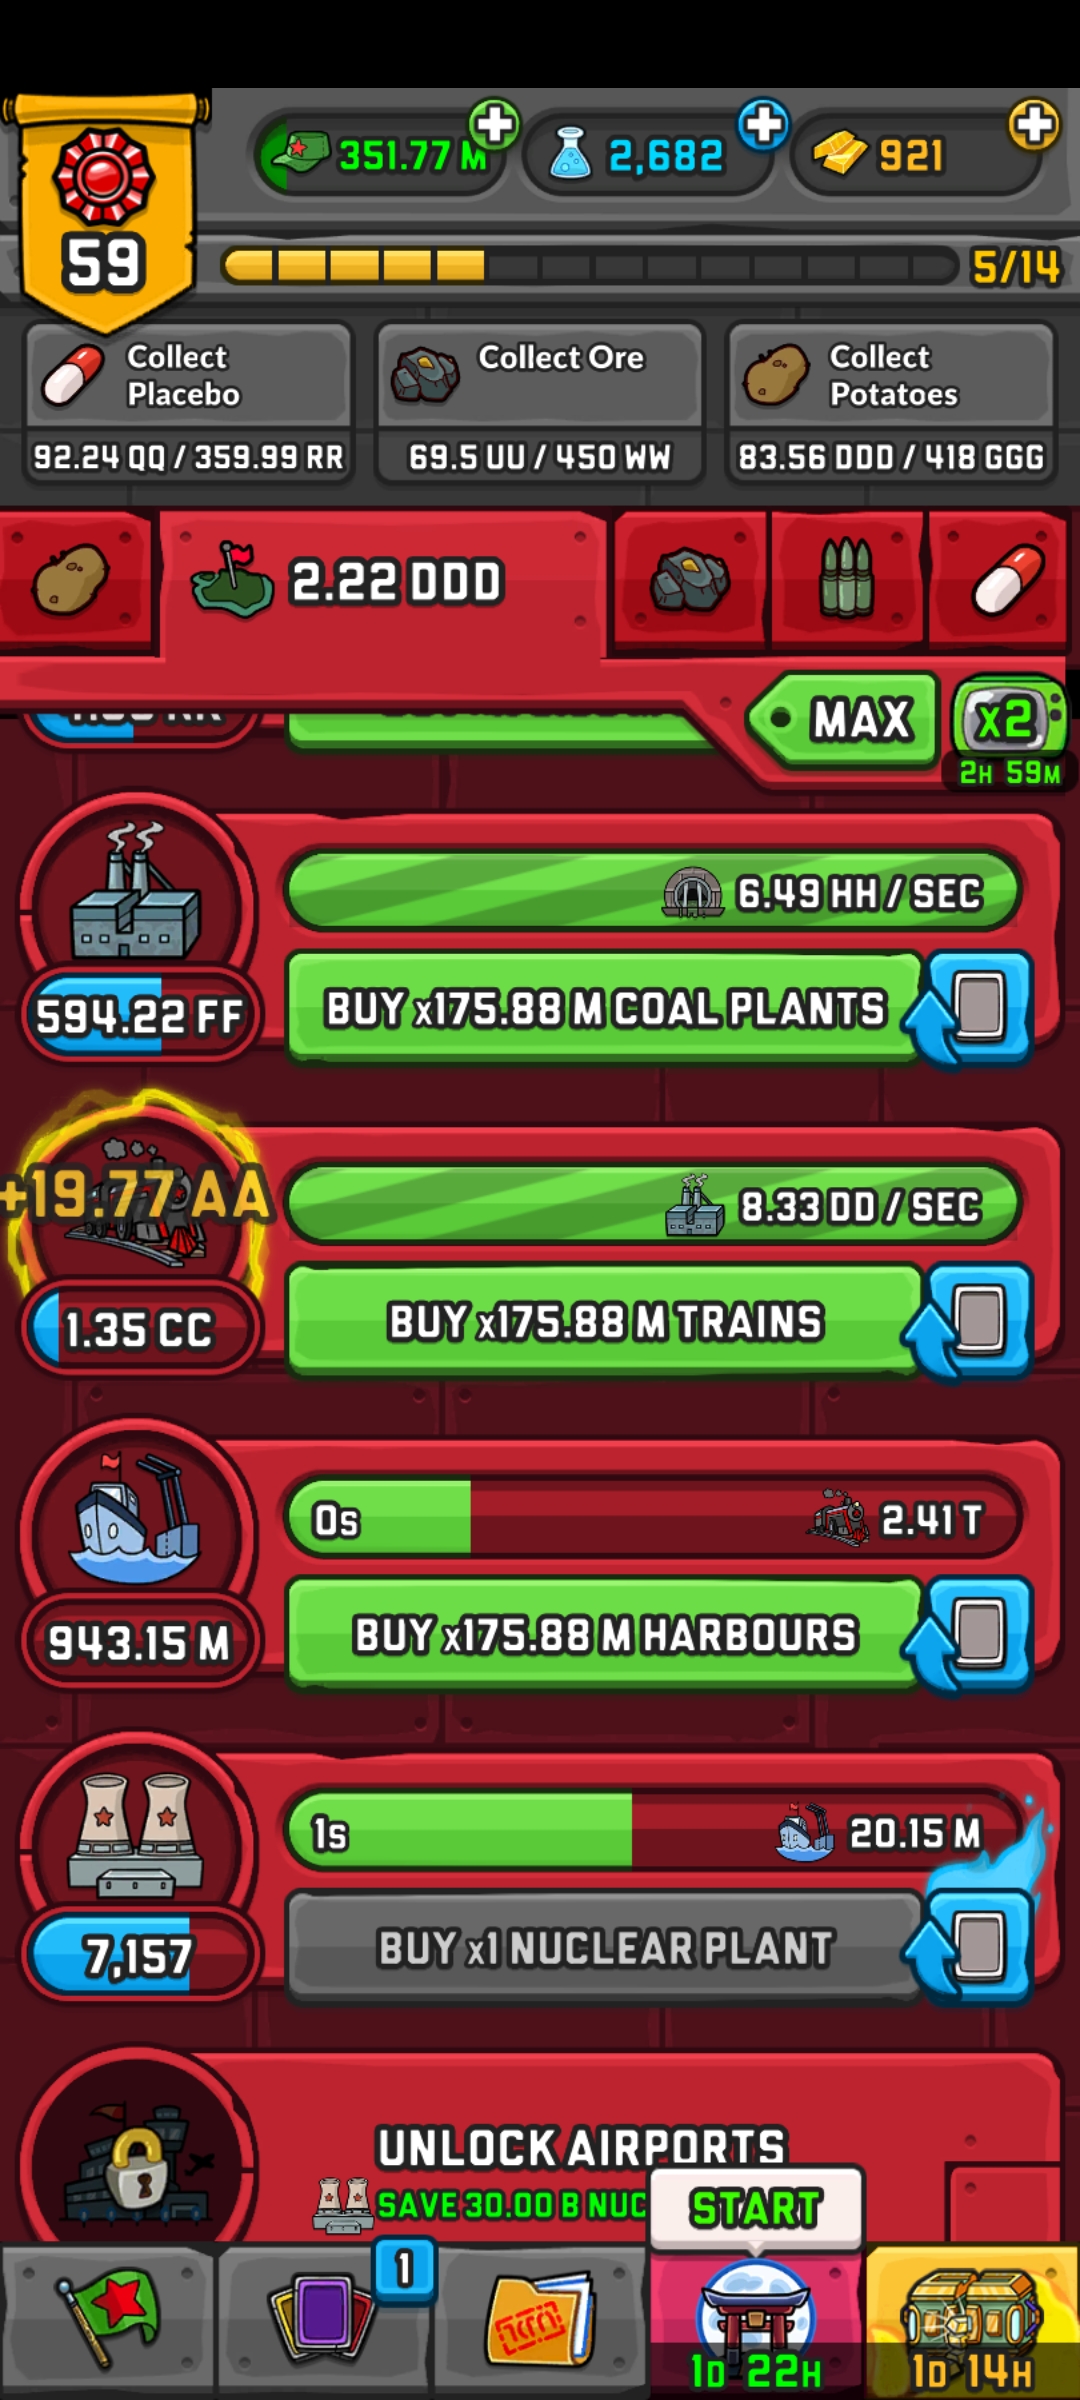 59
351.77 M
2,682
921
5/14
Collect Placebo
92.24 QQ / 359.99 RR
Collect Ore
69.5 UU / 450 WW
Collect Potatoes
83.56 DDD / 418 GGG
2.22 DDD
MAX
x2
2H 59M
6.49 HH / SEC
594.22 FF
BUY x175.88 M COAL PLANTS
+19.77 AA
8.33 DD / SEC
1.35 CC
BUY x175.88 M TRAINS
0s
2.41 T
943.15 M
BUY x175.88 M HARBOURS
1s
20.15 M
7,157
BUY x1 NUCLEAR PLANT
UNLOCK AIRPORTS
SAVE 30.00 B NUC
START
1
1D 22H
1D 14H